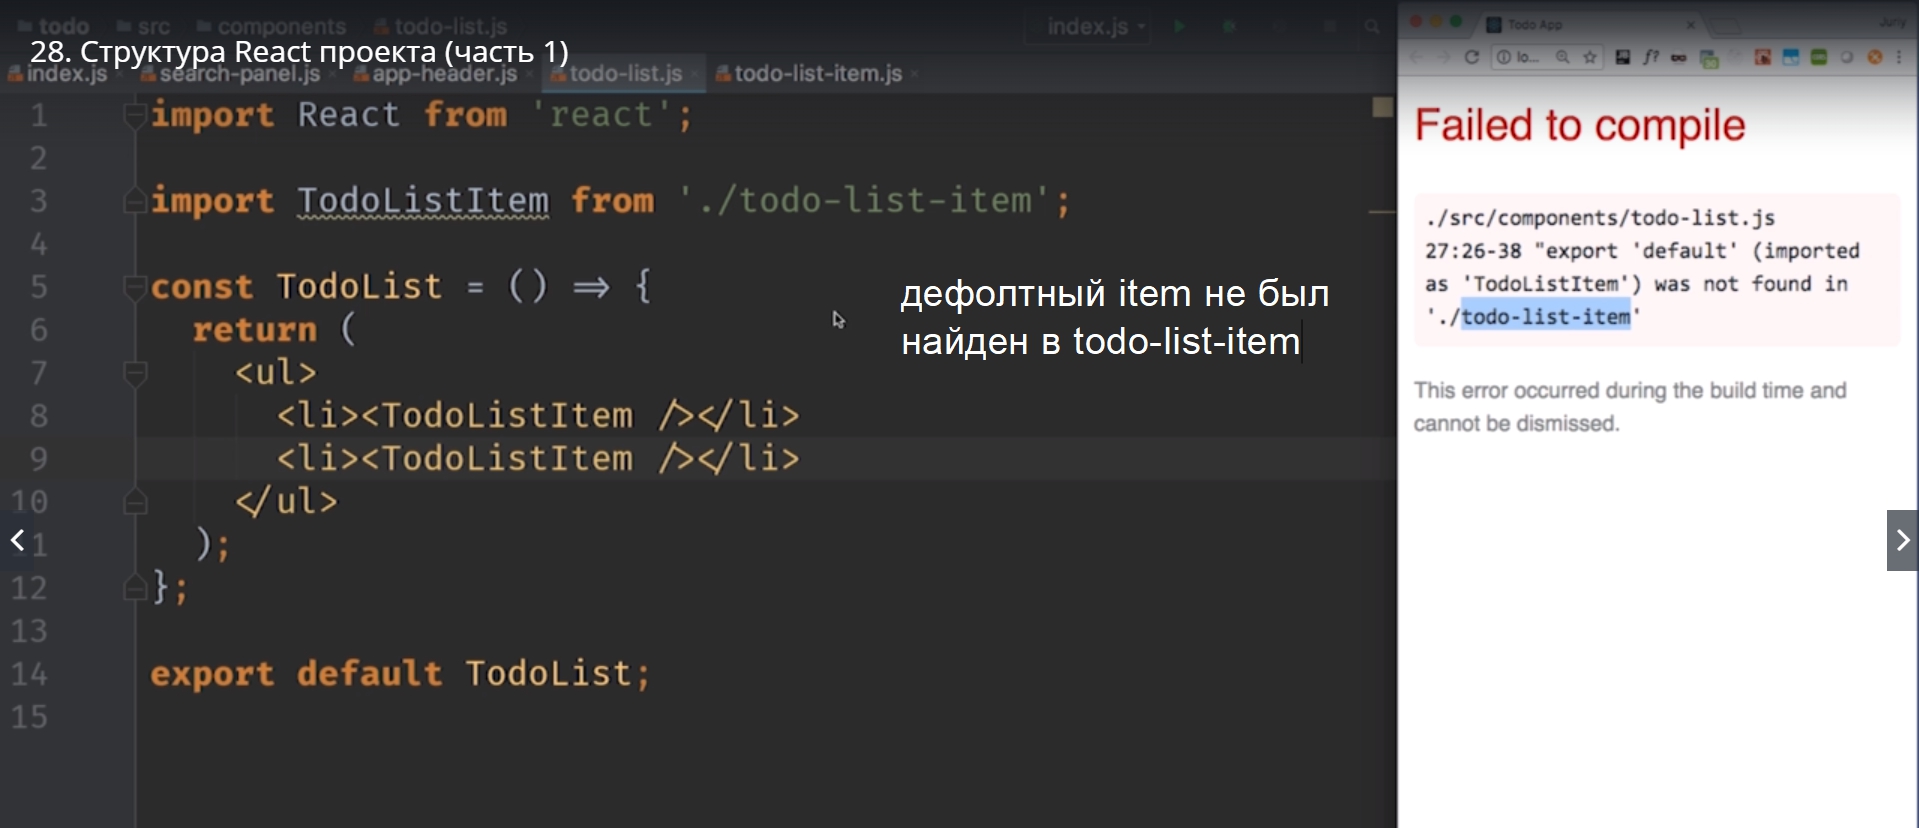 todo src components todo-list.js index.js
28. Структура React проекта (часть 1)
index.js search-panel.js app-header.js todo-list.js todo-list-item.js
1 import React from 'react';
2
3 import TodoListItem from './todo-list-item';
4
5 const TodoList = () => {
6 return (
7 <ul>
8 <li><TodoListItem /></li>
9 <li><TodoListItem /></li>
10 </ul>
11 );
12 };
13
14 export default TodoList;
15
дефолтный item не был
найден в todo-list-item
Todo App
Juriy
lo...
f?
Failed to compile
./src/components/todo-list.js
27:26-38 "export 'default' (imported
as 'TodoListItem') was not found in
'./todo-list-item'
This error occurred during the build time and
cannot be dismissed.